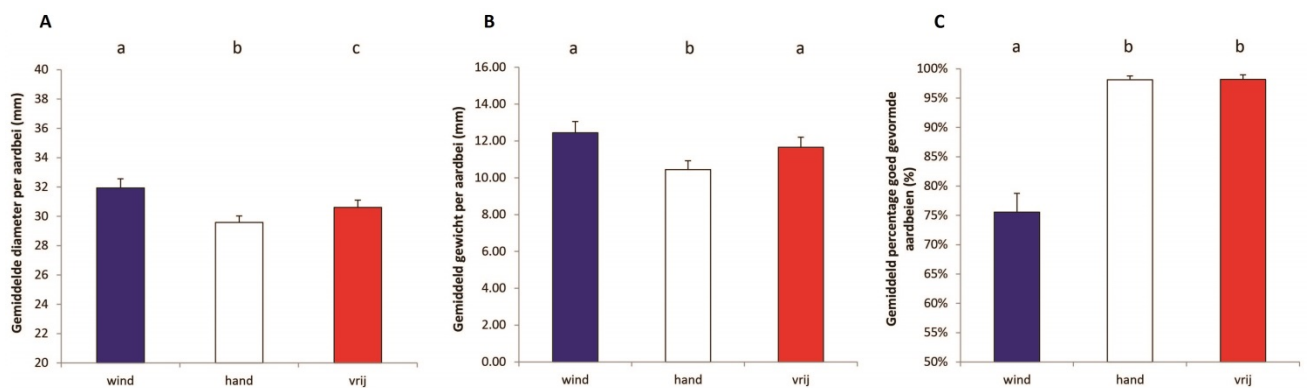 A
a b c
Gemiddelde diameter per aardbei (mm)
40
38
36
34
32
30
28
26
24
22
20
wind hand vrij
B
a b a
Gemiddeld gewicht per aardbei (mm)
16.00
14.00
12.00
10.00
8.00
6.00
4.00
2.00
0.00
wind hand vrij
C
a b b
Gemiddeld percentage goed gevormde
aardbeien (%)
100%
95%
90%
85%
80%
75%
70%
65%
60%
55%
50%
wind hand vrij